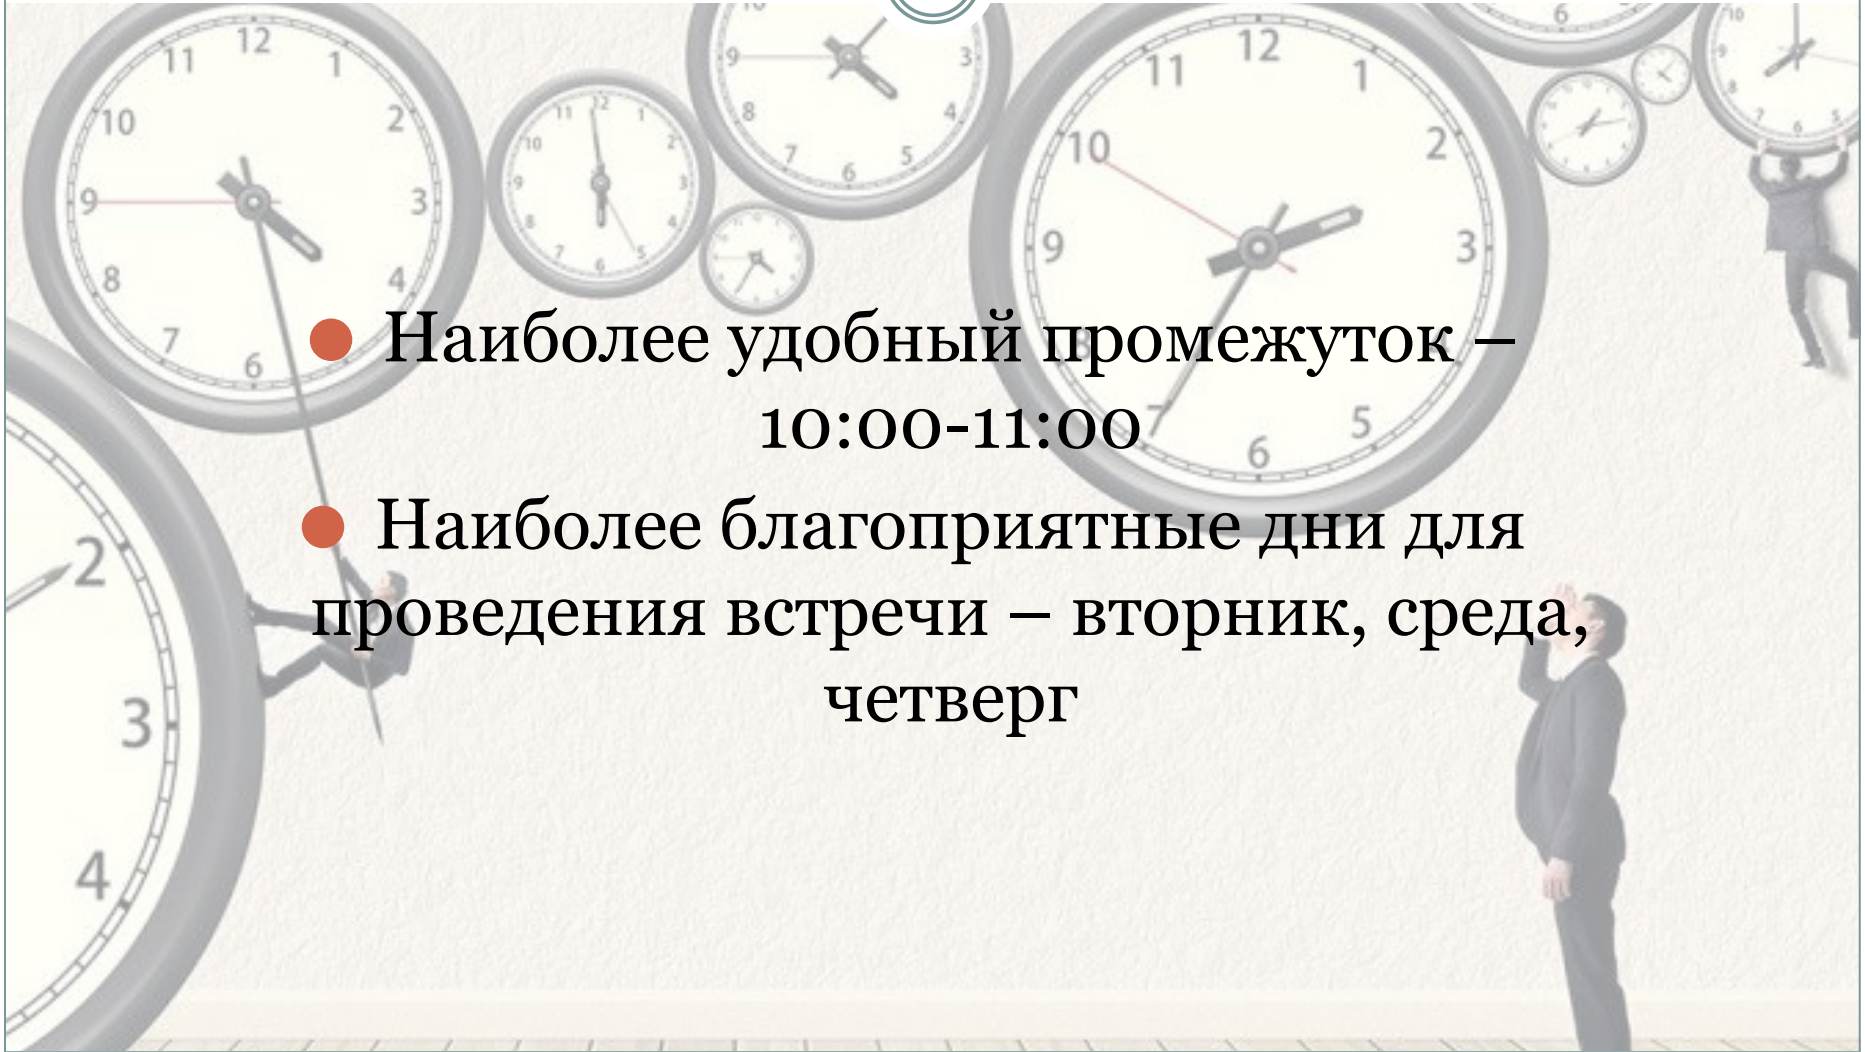 ● Наиболее удобный промежуток –
10:00-11:00
● Наиболее благоприятные дни для
проведения встречи – вторник, среда,
четверг